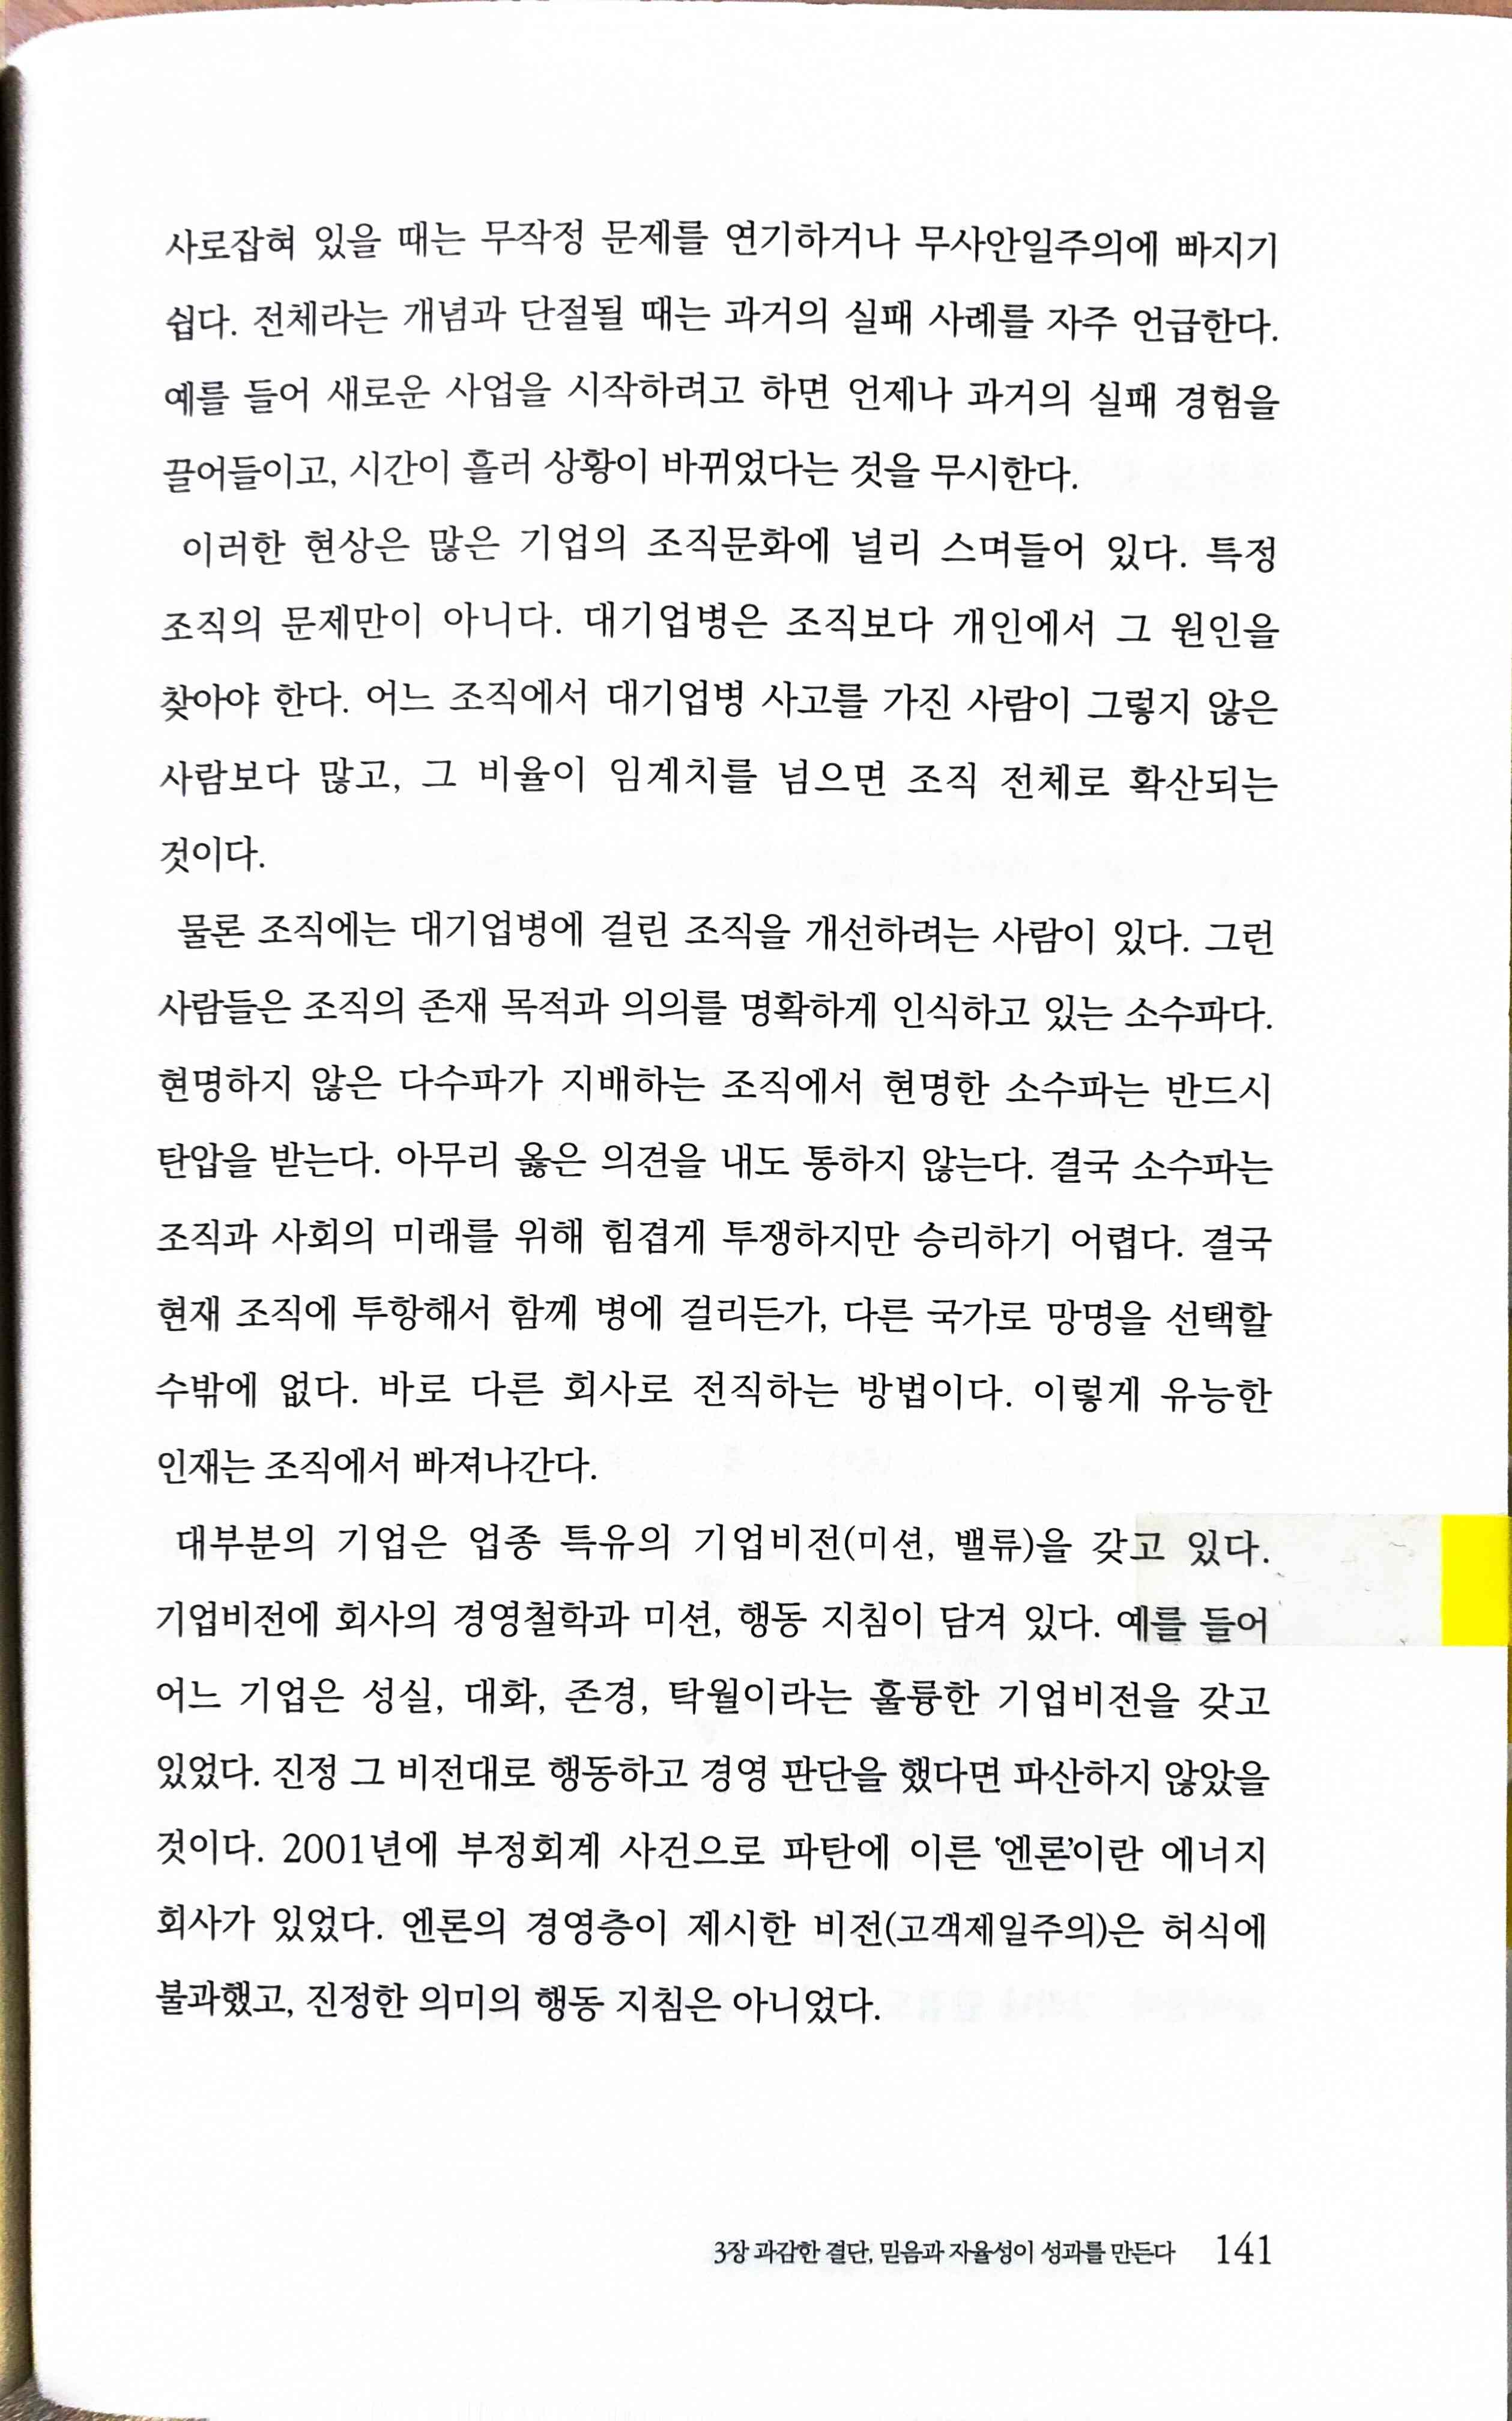 사로잡혀 있을 때는 무작정 문제를 연기하거나 무사안일주의에 빠지기
쉽다. 전체라는 개념과 단절될 때는 과거의 실패 사례를 자주 언급한다.
예를 들어 새로운 사업을 시작하려고 하면 언제나 과거의 실패 경험을
끌어들이고, 시간이 흘러 상황이 바뀌었다는 것을 무시한다.
이러한 현상은 많은 기업의 조직문화에 널리 스며들어 있다. 특정
조직의 문제만이 아니다. 대기업병은 조직보다 개인에서 그 원인을
찾아야 한다. 어느 조직에서 대기업병 사고를 가진 사람이 그렇지 않은
사람보다 많고, 그 비율이 임계치를 넘으면 조직 전체로 확산되는
것이다.
물론 조직에는 대기업병에 걸린 조직을 개선하려는 사람이 있다. 그런
사람들은 조직의 존재 목적과 의의를 명확하게 인식하고 있는 소수파다.
현명하지 않은 다수파가 지배하는 조직에서 현명한 소수파는 반드시
탄압을 받는다. 아무리 옳은 의견을 내도 통하지 않는다. 결국 소수파는
조직과 사회의 미래를 위해 힘겹게 투쟁하지만 승리하기 어렵다. 결국
현재 조직에 투항해서 함께 병에 걸리든가, 다른 국가로 망명을 선택할
수밖에 없다. 바로 다른 회사로 전직하는 방법이다. 이렇게 유능한
인재는 조직에서 빠져나간다.
대부분의 기업은 업종 특유의 기업비전(미션, 밸류)을 갖고 있다.
기업비전에 회사의 경영철학과 미션, 행동 지침이 담겨 있다. 예를 들어
어느 기업은 성실, 대화, 존경, 탁월이라는 훌륭한 기업비전을 갖고
있었다. 진정 그 비전대로 행동하고 경영 판단을 했다면 파산하지 않았을
것이다. 2001년에 부정회계 사건으로 파탄에 이른 '엔론'이란 에너지
회사가 있었다. 엔론의 경영층이 제시한 비전(고객제일주의)은 허식에
불과했고, 진정한 의미의 행동 지침은 아니었다.
3장 과감한 결단, 믿음과 자율성이 성과를 만든다 141